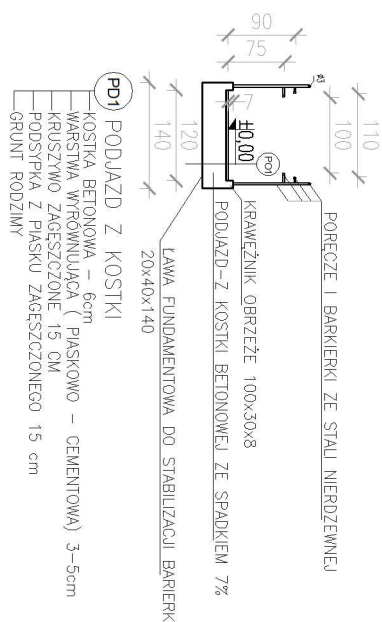 90
75
ø5
7
±0,00
PD1
100
110
120
140
PORĘCZE I BARKIERKI ZE STALI NIERDZEWNEJ
KRAWĘŻNIK OBRZEŻE 100x30x8
PODJAZD-Z KOSTKI BETONOWEJ ZE SPADKIEM 7%
ŁAWA FUNDAMENTOWA DO STABILIZACJI BARIERK
20x40x140
PD1 PODJAZD Z KOSTKI
KOSTKA BETONOWA - 6cm
WARSTWA WYRÓWNUJĄCA ( PIASKOWO - CEMENTOWA) 3-5cm
KRUSZYWO ZAGĘSZCZONE 15 CM
PODSYPKA Z PIASKU ZAGĘSZCZONEGO 15 cm
GRUNT RODZIMY